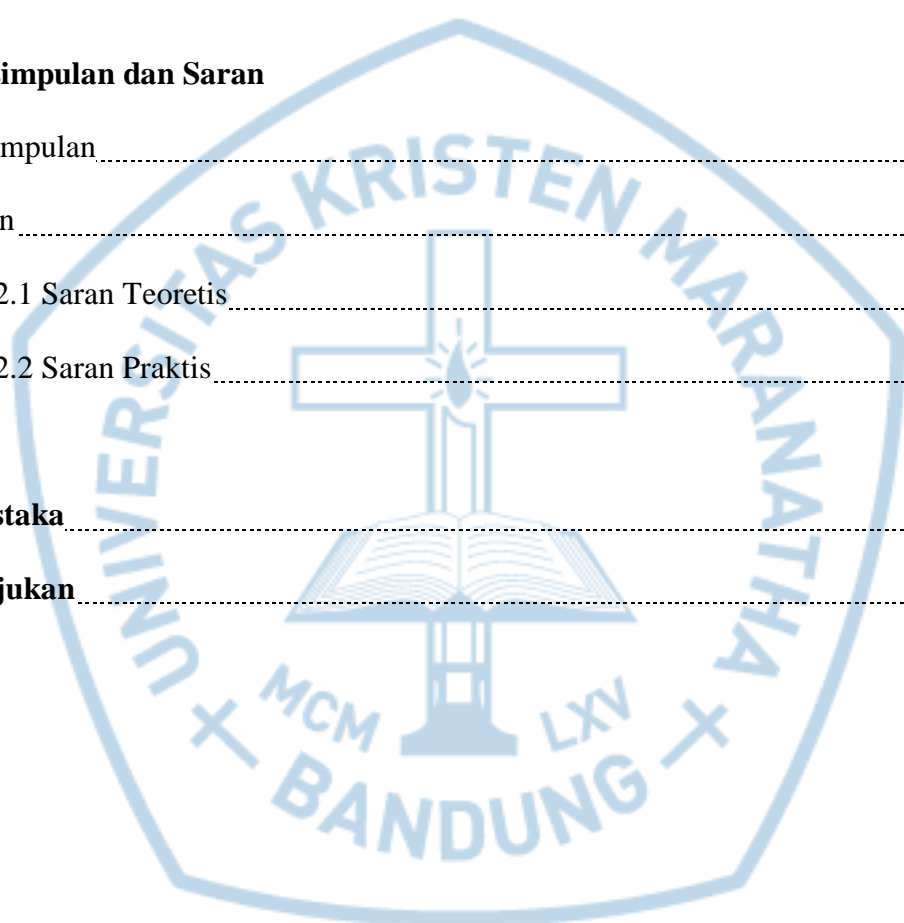 impulan dan Saran
mpulan
n
2.1 Saran Teoretis
2.2 Saran Praktis
staka
jukan
UNIVERSITAS KRISTEN MARANATHA
MCM LXV
BANDUNG